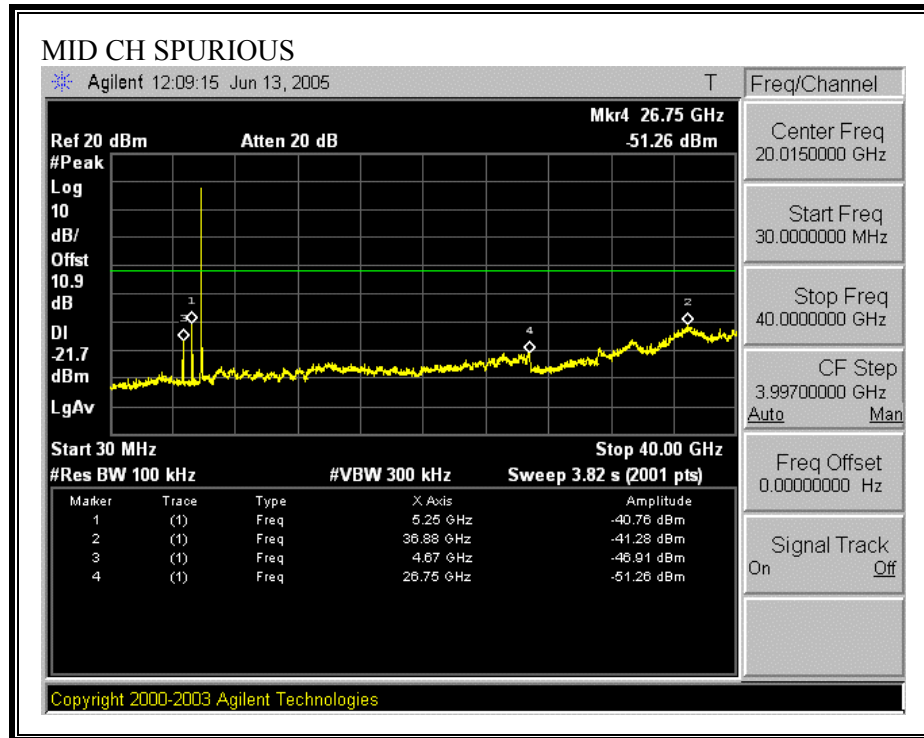 MID CH SPURIOUS
Agilent 12:09:15 Jun 13, 2005 T
Freq/Channel
Mkr4 26.75 GHz
Ref 20 dBm Atten 20 dB -51.26 dBm
#Peak
Log
10
dB/
Offst
10.9
dB
DI
-21.7
dBm
LgAv
1
3
4
2
Start 30 MHz Stop 40.00 GHz
#Res BW 100 kHz #VBW 300 kHz Sweep 3.82 s (2001 pts)
Marker Trace Type X Axis Amplitude
1 (1) Freq 5.25 GHz -40.76 dBm
2 (1) Freq 36.88 GHz -41.28 dBm
3 (1) Freq 4.67 GHz -46.91 dBm
4 (1) Freq 26.75 GHz -51.26 dBm
Center Freq
20.0150000 GHz
Start Freq
30.0000000 MHz
Stop Freq
40.0000000 GHz
CF Step
3.99700000 GHz
Auto Man
Freq Offset
0.00000000 Hz
Signal Track
On Off
Copyright 2000-2003 Agilent Technologies